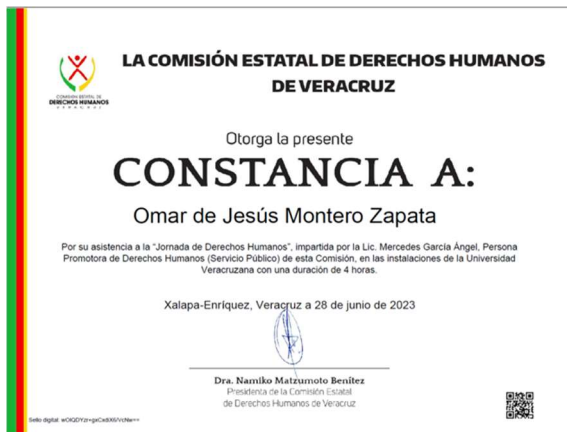 LA COMISIÓN ESTATAL DE DERECHOS HUMANOS
DE VERACRUZ
COMISIÓN ESTATAL DE
DERECHOS HUMANOS
VERACRUZ
Otorga la presente
CONSTANCIA A:
Omar de Jesús Montero Zapata
Por su asistencia a la "Jornada de Derechos Humanos", impartida por la Lic. Mercedes García Ángel, Persona
Promotora de Derechos Humanos (Servicio Público) de esta Comisión, en las instalaciones de la Universidad
Veracruzana con una duración de 4 horas.
Xalapa-Enríquez, Veracruz a 28 de junio de 2023
Dra. Namiko Matzumoto Benítez
Presidenta de la Comisión Estatal
de Derechos Humanos de Veracruz
Sello digital: